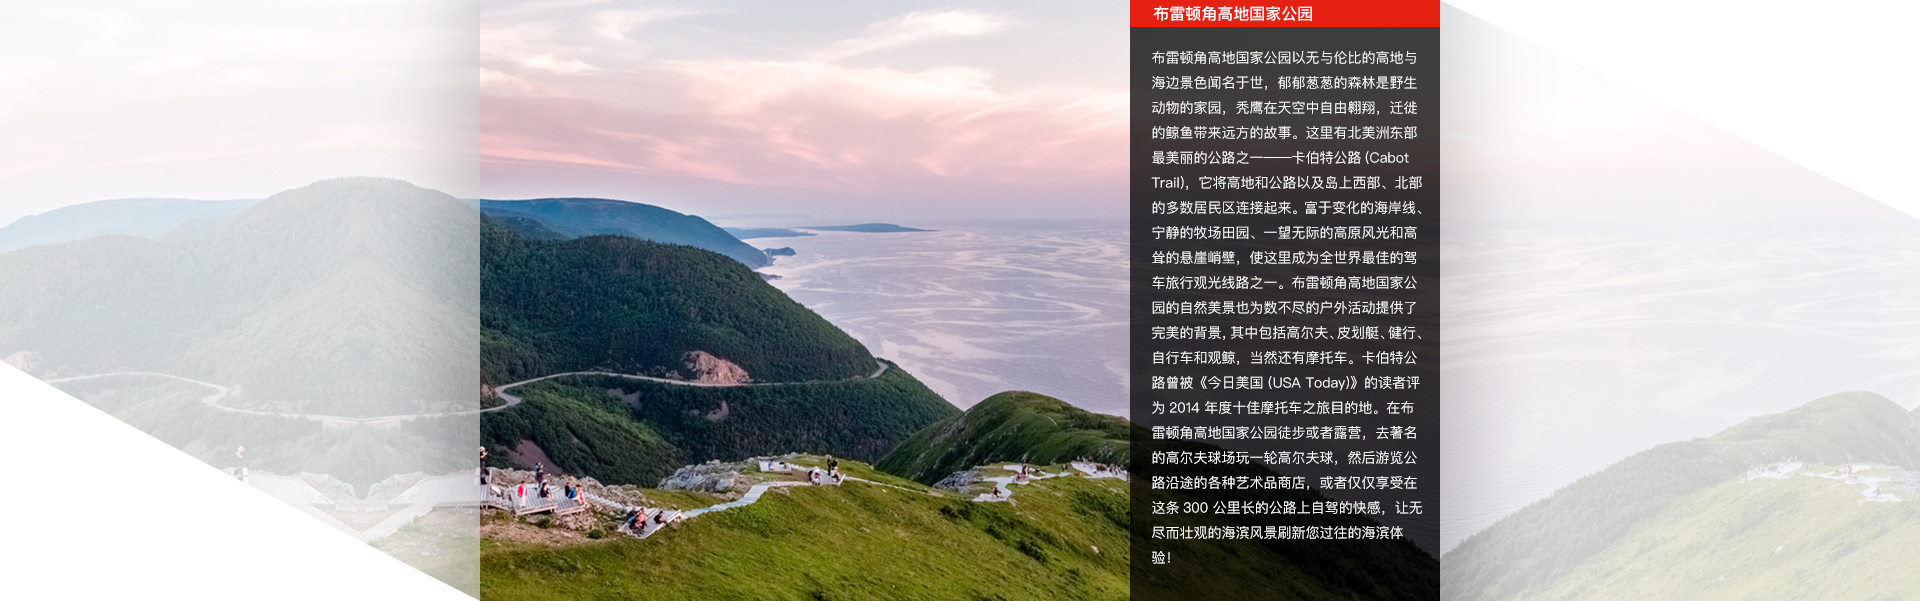 布雷顿角高地国家公园
布雷顿角高地国家公园以无与伦比的高地与
海边景色闻名于世，郁郁葱葱的森林是野生
动物的家园，秃鹰在天空中自由翱翔，迁徙
的鲸鱼带来远方的故事。这里有北美洲东部
最美丽的公路之一——卡伯特公路 (Cabot
Trail)，它将高地和公路以及岛上西部、北部
的多数居民区连接起来。富于变化的海岸线、
宁静的牧场田园、一望无际的高原风光和高
耸的悬崖峭壁，使这里成为全世界最佳的驾
车旅行观光线路之一。布雷顿角高地国家公
园的自然美景也为数不尽的户外活动提供了
完美的背景，其中包括高尔夫、皮划艇、健行、
自行车和观鲸，当然还有摩托车。卡伯特公
路曾被《今日美国 (USA Today)》的读者评
为 2014 年度十佳摩托车之旅目的地。在布
雷顿角高地国家公园徒步或者露营，去著名
的高尔夫球场玩一轮高尔夫球，然后游览公
路沿途的各种艺术品商店，或者仅仅享受在
这条 300 公里长的公路上自驾的快感，让无
尽而壮观的海滨风景刷新您过往的海滨体
验！